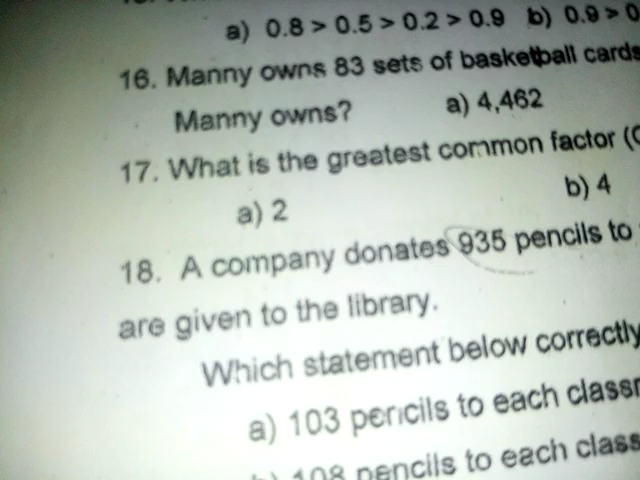 a) 0.8 > 0.5 > 0.2 > 0.9 b) 0.9 > 0
16. Manny owns 83 sets of basketball cards
Manny owns? a) 4,462
17. What is the greatest common factor (
a) 2 b) 4
18. A company donates 935 pencils to
are given to the library.
Which statement below correctly
a) 103 pencils to each
108 pencils to each class